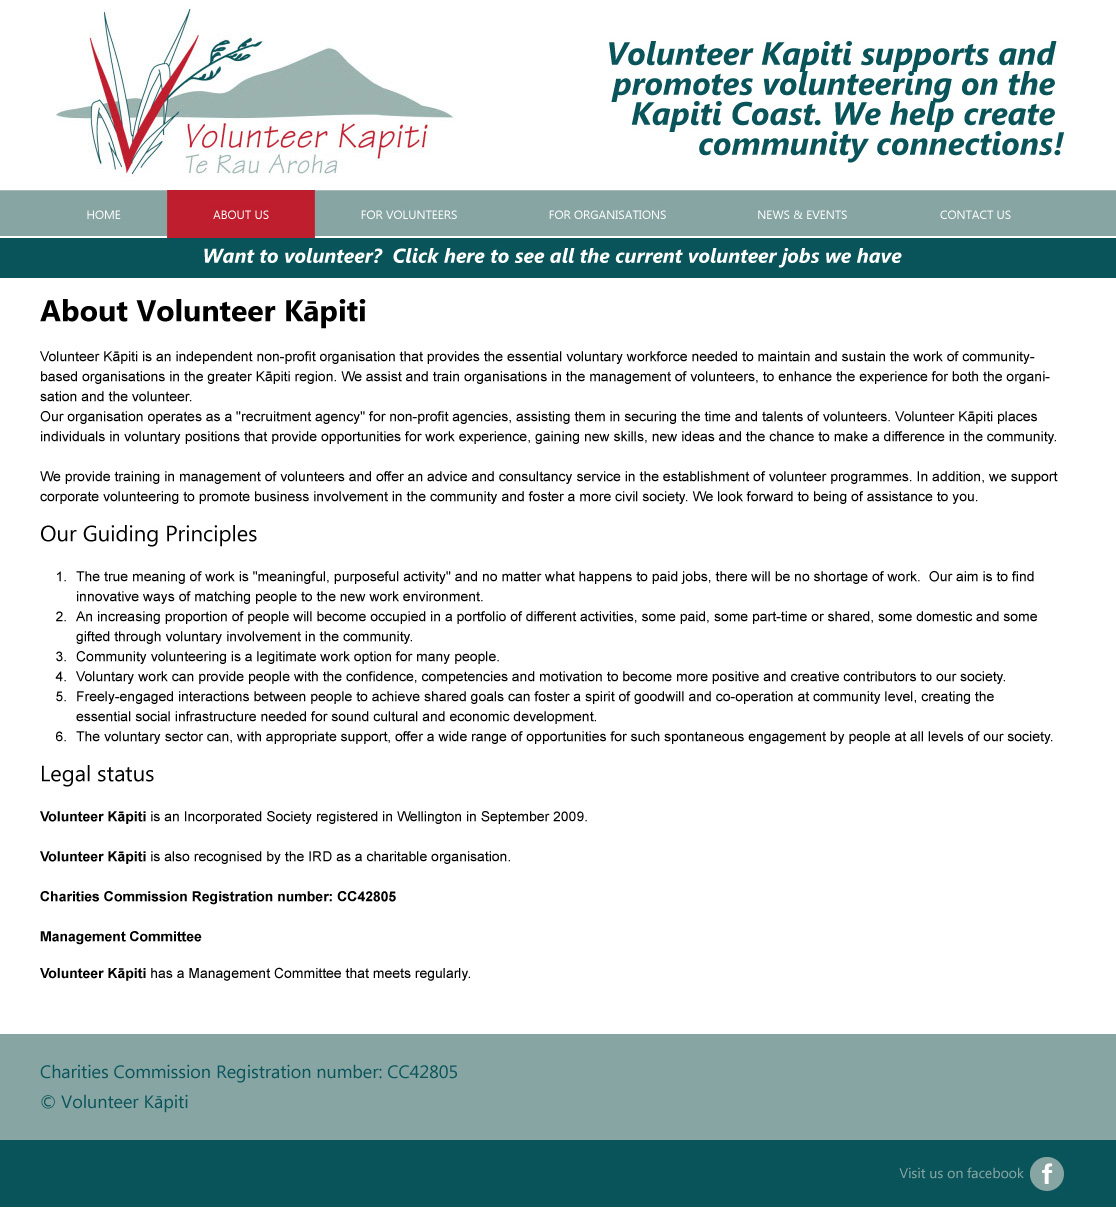 Volunteer Kapiti
Te Rau Aroha
Volunteer Kapiti supports and
promotes volunteering on the
Kapiti Coast. We help create
community connections!
HOME ABOUT US FOR VOLUNTEERS FOR ORGANISATIONS NEWS & EVENTS CONTACT US
Want to volunteer?  Click here to see all the current volunteer jobs we have
About Volunteer Kāpiti
Volunteer Kāpiti is an independent non-profit organisation that provides the essential voluntary workforce needed to maintain and sustain the work of community-
based organisations in the greater Kāpiti region. We assist and train organisations in the management of volunteers, to enhance the experience for both the organi-
sation and the volunteer.
Our organisation operates as a "recruitment agency" for non-profit agencies, assisting them in securing the time and talents of volunteers. Volunteer Kāpiti places
individuals in voluntary positions that provide opportunities for work experience, gaining new skills, new ideas and the chance to make a difference in the community.
We provide training in management of volunteers and offer an advice and consultancy service in the establishment of volunteer programmes. In addition, we support
corporate volunteering to promote business involvement in the community and foster a more civil society. We look forward to being of assistance to you.
Our Guiding Principles
1. The true meaning of work is "meaningful, purposeful activity" and no matter what happens to paid jobs, there will be no shortage of work.  Our aim is to find
innovative ways of matching people to the new work environment.
2. An increasing proportion of people will become occupied in a portfolio of different activities, some paid, some part-time or shared, some domestic and some
gifted through voluntary involvement in the community.
3. Community volunteering is a legitimate work option for many people.
4. Voluntary work can provide people with the confidence, competencies and motivation to become more positive and creative contributors to our society.
5. Freely-engaged interactions between people to achieve shared goals can foster a spirit of goodwill and co-operation at community level, creating the
essential social infrastructure needed for sound cultural and economic development.
6. The voluntary sector can, with appropriate support, offer a wide range of opportunities for such spontaneous engagement by people at all levels of our society.
Legal status
Volunteer Kāpiti is an Incorporated Society registered in Wellington in September 2009.
Volunteer Kāpiti is also recognised by the IRD as a charitable organisation.
Charities Commission Registration number: CC42805
Management Committee
Volunteer Kāpiti has a Management Committee that meets regularly.
Charities Commission Registration number: CC42805
© Volunteer Kāpiti
Visit us on facebook f